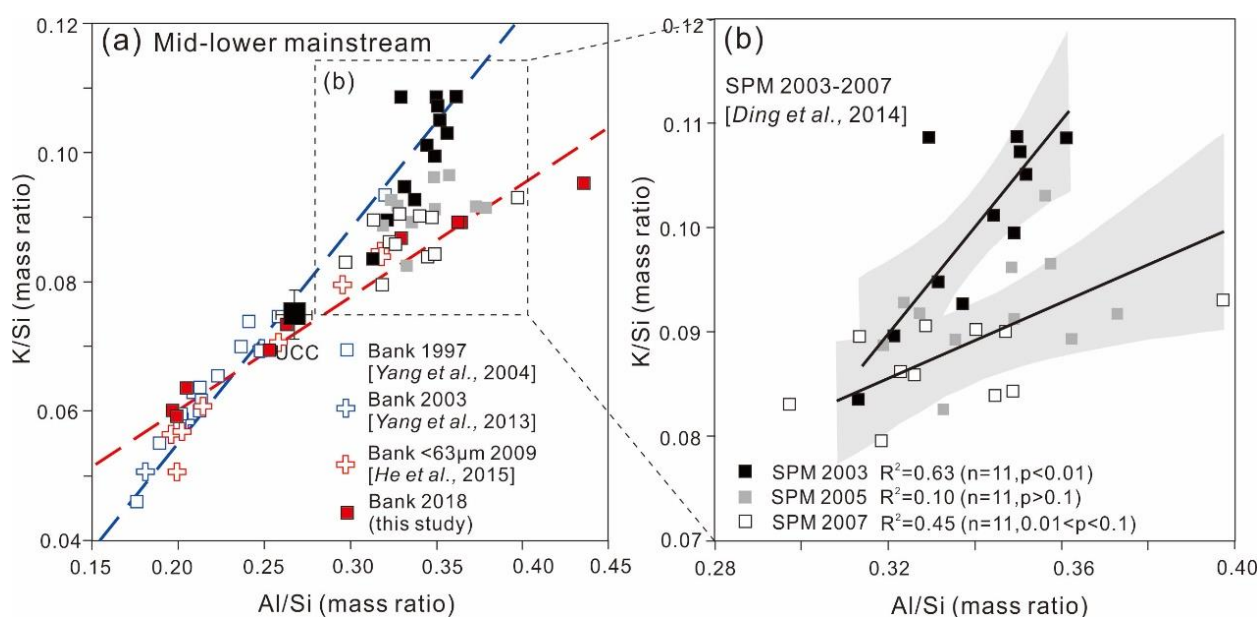 (a) Mid-lower mainstream
K/Si (mass ratio)
0.12
0.10
0.08
0.06
0.04
(b)
UCC
Bank 1997
[Yang et al., 2004]
Bank 2003
[Yang et al., 2013]
Bank <63μm 2009
[He et al., 2015]
Bank 2018
(this study)
0.15 0.20 0.25 0.30 0.35 0.40 0.45
Al/Si (mass ratio)
(b)
SPM 2003-2007
[Ding et al., 2014]
K/Si (mass ratio)
0.12
0.11
0.10
0.09
0.08
0.07
SPM 2003 R²=0.63 (n=11,p<0.01)
SPM 2005 R²=0.10 (n=11,p>0.1)
SPM 2007 R²=0.45 (n=11,0.01<p<0.1)
0.28 0.32 0.36 0.40
Al/Si (mass ratio)